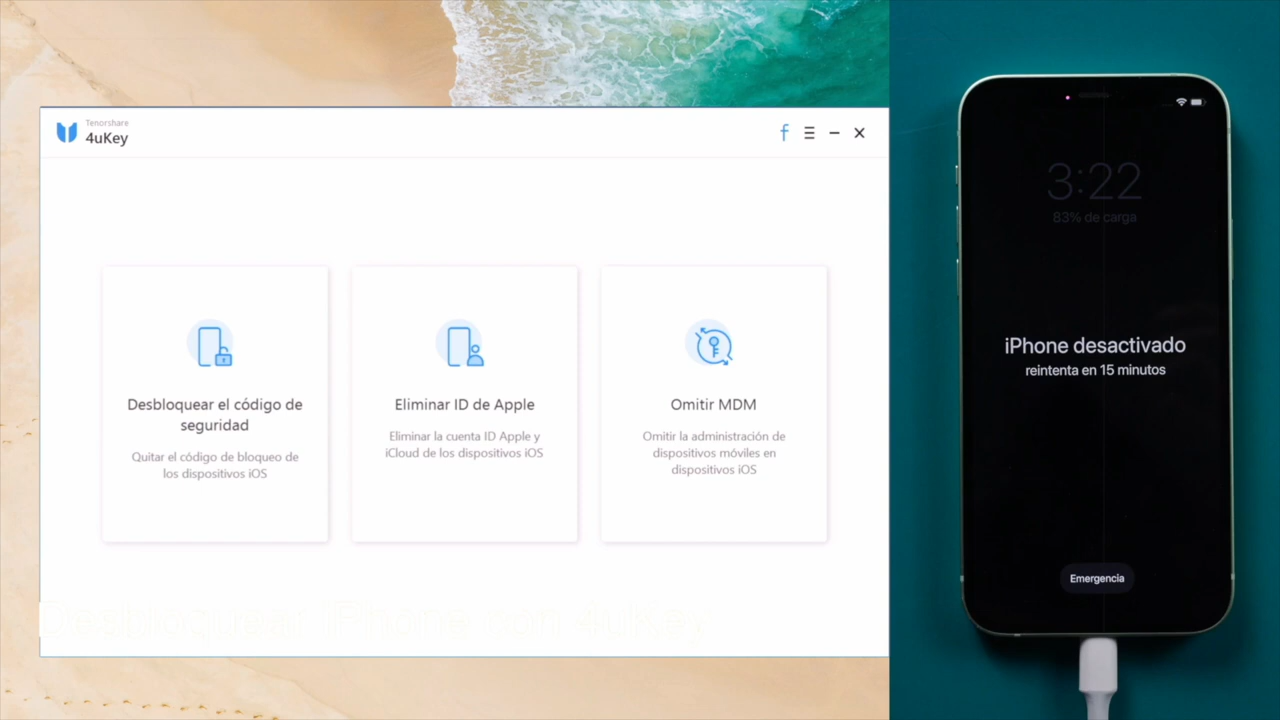 Tenorshare
4uKey
Desbloquear el código de
seguridad
Quitar el código de bloqueo de
los dispositivos iOS
Eliminar ID de Apple
Eliminar la cuenta ID Apple y
iCloud de los dispositivos iOS
Omitir MDM
Omitir la administración de
dispositivos móviles en
dispositivos iOS
Desbloquear iPhone con 4uKey
3:22
83% de carga
iPhone desactivado
reintenta en 15 minutos
Emergencia